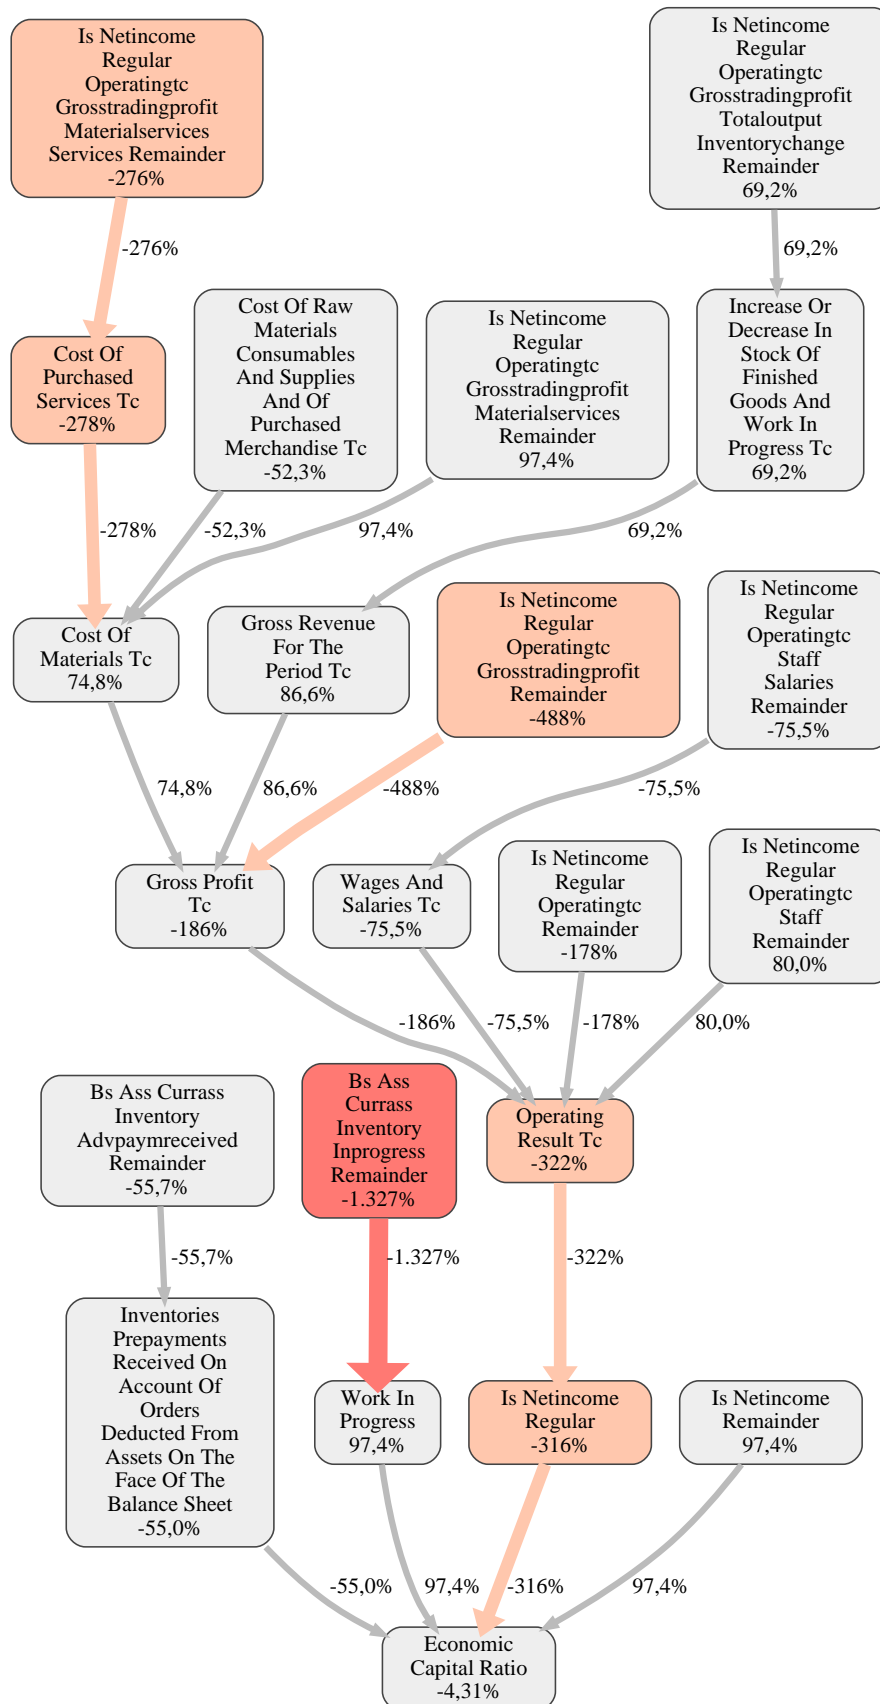 Is Netincome
Regular
Operatingtc
Grosstradingprofit
Materialservices
Services Remainder
-276%
Is Netincome
Regular
Operatingtc
Grosstradingprofit
Totaloutput
Inventorychange
Remainder
69,2%
-276%
69,2%
Cost Of
Purchased
Services Tc
-278%
Cost Of Raw
Materials
Consumables
And Supplies
And Of
Purchased
Merchandise Tc
-52,3%
Is Netincome
Regular
Operatingtc
Grosstradingprofit
Materialservices
Remainder
97,4%
Increase Or
Decrease In
Stock Of
Finished
Goods And
Work In
Progress Tc
69,2%
-278%
-52,3%
97,4%
69,2%
Cost Of
Materials Tc
74,8%
Gross Revenue
For The
Period Tc
86,6%
Is Netincome
Regular
Operatingtc
Grosstradingprofit
Remainder
-488%
Is Netincome
Regular
Operatingtc
Staff
Salaries
Remainder
-75,5%
74,8%
86,6%
-488%
-75,5%
Gross Profit
Tc
-186%
Wages And
Salaries Tc
-75,5%
Is Netincome
Regular
Operatingtc
Remainder
-178%
Is Netincome
Regular
Operatingtc
Staff
Remainder
80,0%
-186%
-75,5%
-178%
80,0%
Bs Ass Currass
Inventory
Advpaymreceived
Remainder
-55,7%
Bs Ass
Currass
Inventory
Inprogress
Remainder
-1.327%
Operating
Result Tc
-322%
-55,7%
-1.327%
-322%
Inventories
Prepayments
Received On
Account Of
Orders
Deducted From
Assets On The
Face Of The
Balance Sheet
-55,0%
Work In
Progress
97,4%
Is Netincome
Regular
-316%
Is Netincome
Remainder
97,4%
-55,0%
97,4%
-316%
97,4%
Economic
Capital Ratio
-4,31%